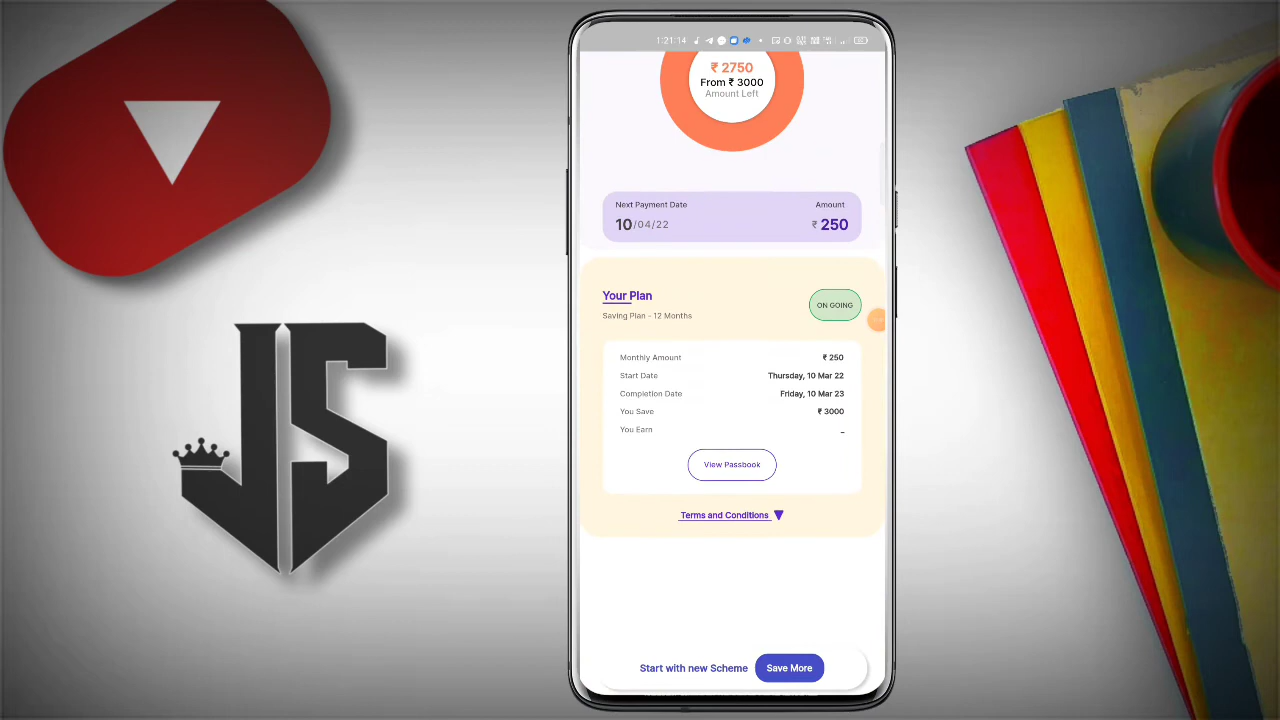 1:21:14
₹ 2750
From ₹ 3000
Amount Left
Next Payment Date Amount
10/04/22 ₹ 250
Your Plan
ON GOING
Saving Plan - 12 Months
Monthly Amount ₹ 250
Start Date Thursday, 10 Mar 22
Completion Date Friday, 10 Mar 23
You Save ₹ 3000
You Earn _
View Passbook
Terms and Conditions
Start with new Scheme Save More
JS